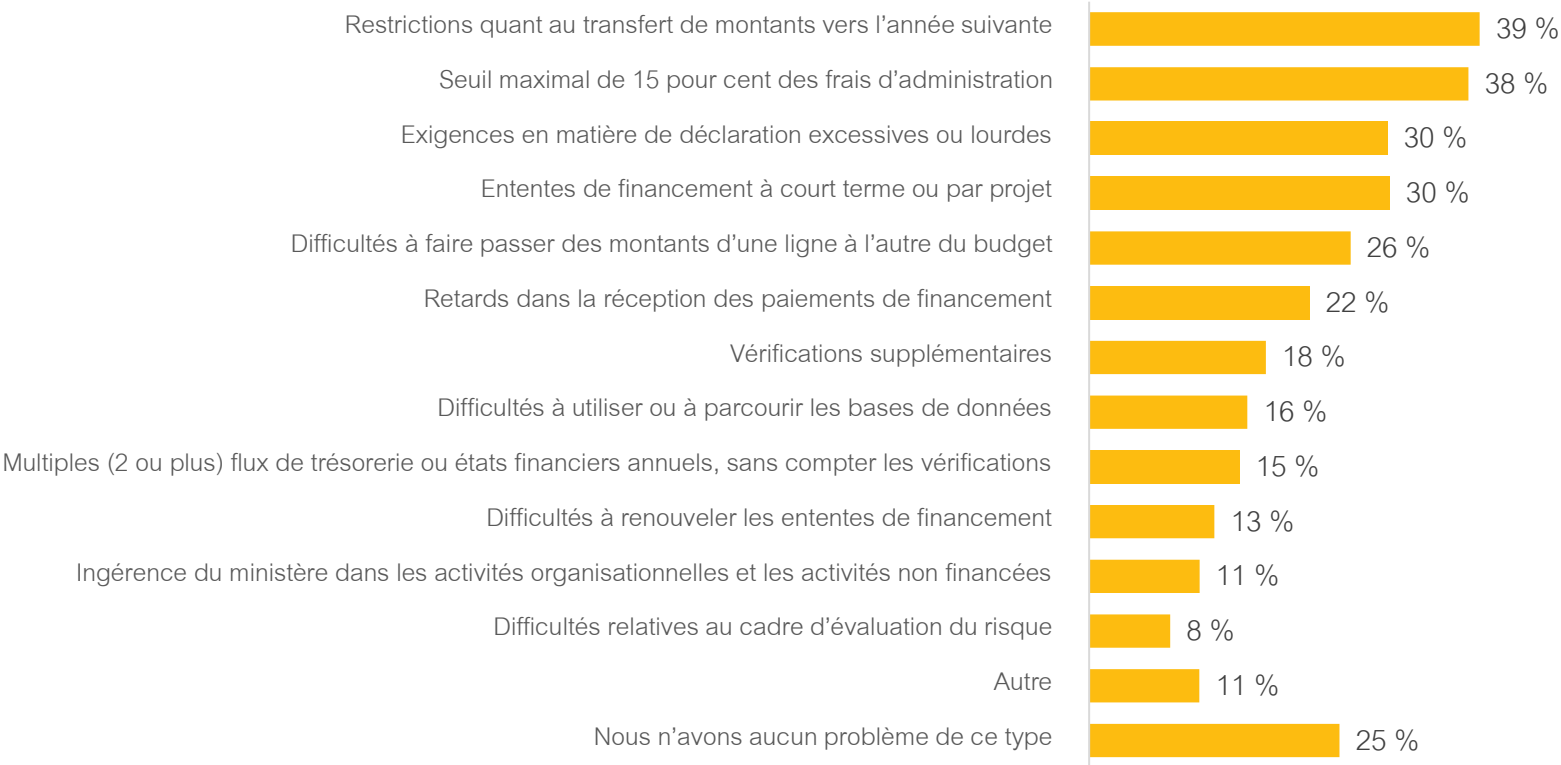 Restrictions quant au transfert de montants vers l’année suivante 39 %
Seuil maximal de 15 pour cent des frais d’administration 38 %
Exigences en matière de déclaration excessives ou lourdes 30 %
Ententes de financement à court terme ou par projet 30 %
Difficultés à faire passer des montants d’une ligne à l’autre du budget 26 %
Retards dans la réception des paiements de financement 22 %
Vérifications supplémentaires 18 %
Difficultés à utiliser ou à parcourir les bases de données 16 %
Multiples (2 ou plus) flux de trésorerie ou états financiers annuels, sans compter les vérifications 15 %
Difficultés à renouveler les ententes de financement 13 %
Ingérence du ministère dans les activités organisationnelles et les activités non financées 11 %
Difficultés relatives au cadre d’évaluation du risque 8 %
Autre 11 %
Nous n’avons aucun problème de ce type 25 %